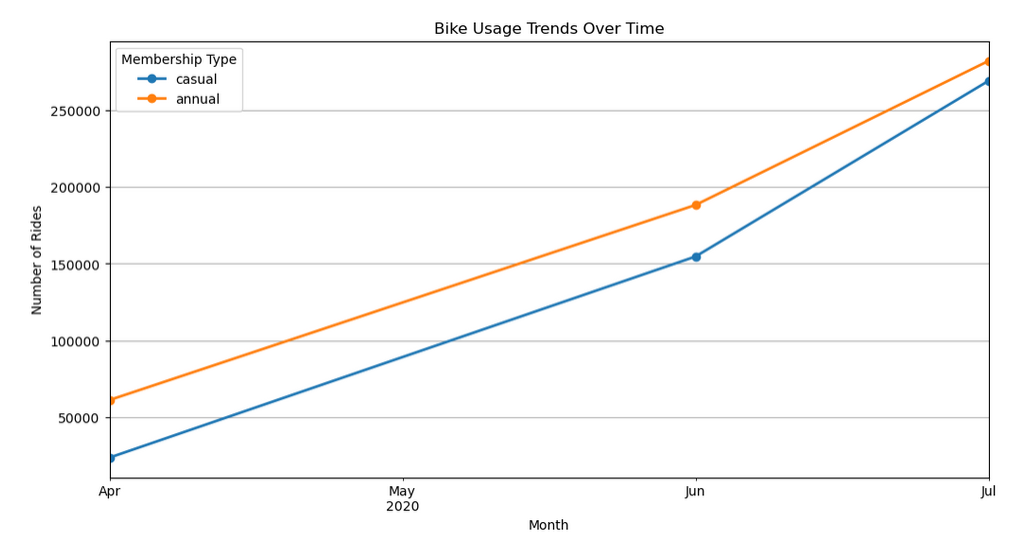 Bike Usage Trends Over Time
Membership Type
casual
annual
250000
200000
150000
100000
50000
Number of Rides
Apr
May
Jun
Jul
2020
Month